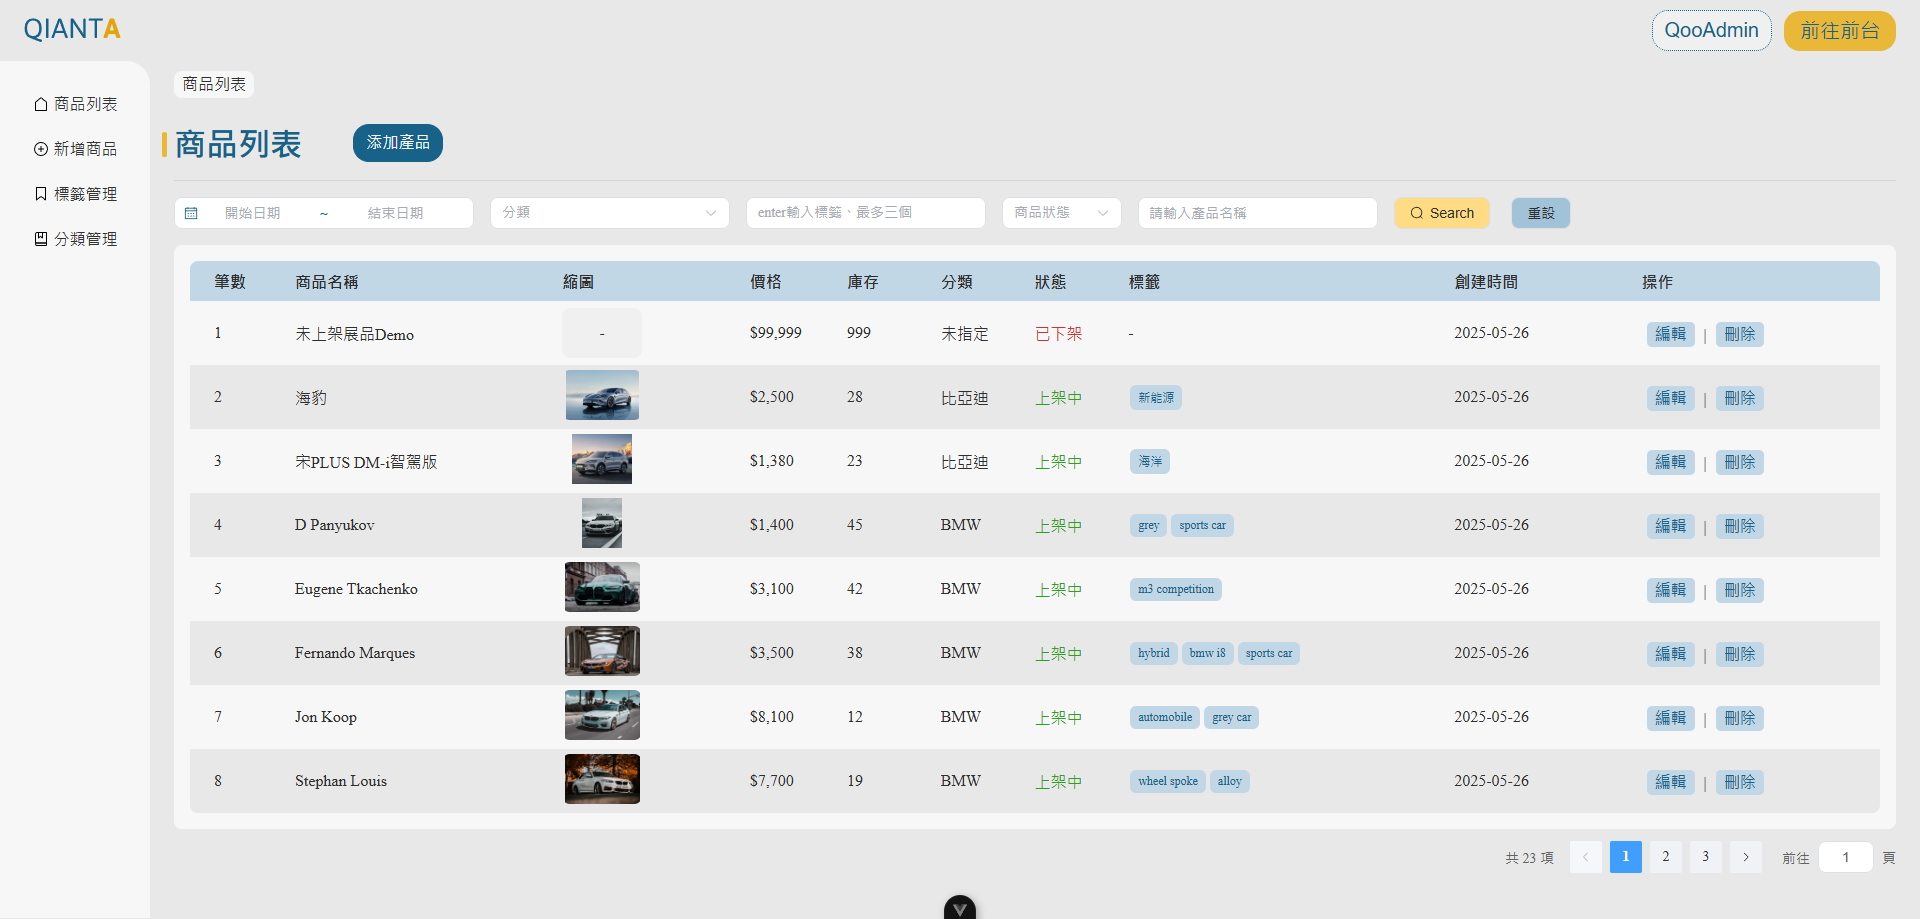 QIANTA
QooAdmin 前往前台
商品列表
新增商品
標籤管理
分類管理
商品列表
商品列表 添加產品
開始日期 ~ 結束日期 分類 enter輸入標籤、最多三個 商品狀態 請輸入產品名稱 Search 重設
筆數 商品名稱 縮圖 價格 庫存 分類 狀態 標籤 創建時間 操作
1 未上架展品Demo - $99,999 999 未指定 已下架 - 2025-05-26 編輯 | 刪除
2 海豹 $2,500 28 比亞迪 上架中 新能源 2025-05-26 編輯 | 刪除
3 宋PLUS DM-i智駕版 $1,380 23 比亞迪 上架中 海洋 2025-05-26 編輯 | 刪除
4 D Panyukov $1,400 45 BMW 上架中 grey sports car 2025-05-26 編輯 | 刪除
5 Eugene Tkachenko $3,100 42 BMW 上架中 m3 competition 2025-05-26 編輯 | 刪除
6 Fernando Marques $3,500 38 BMW 上架中 hybrid bmw i8 sports car 2025-05-26 編輯 | 刪除
7 Jon Koop $8,100 12 BMW 上架中 automobile grey car 2025-05-26 編輯 | 刪除
8 Stephan Louis $7,700 19 BMW 上架中 wheel spoke alloy 2025-05-26 編輯 | 刪除
共 23 項 1 2 3 前往 1 頁